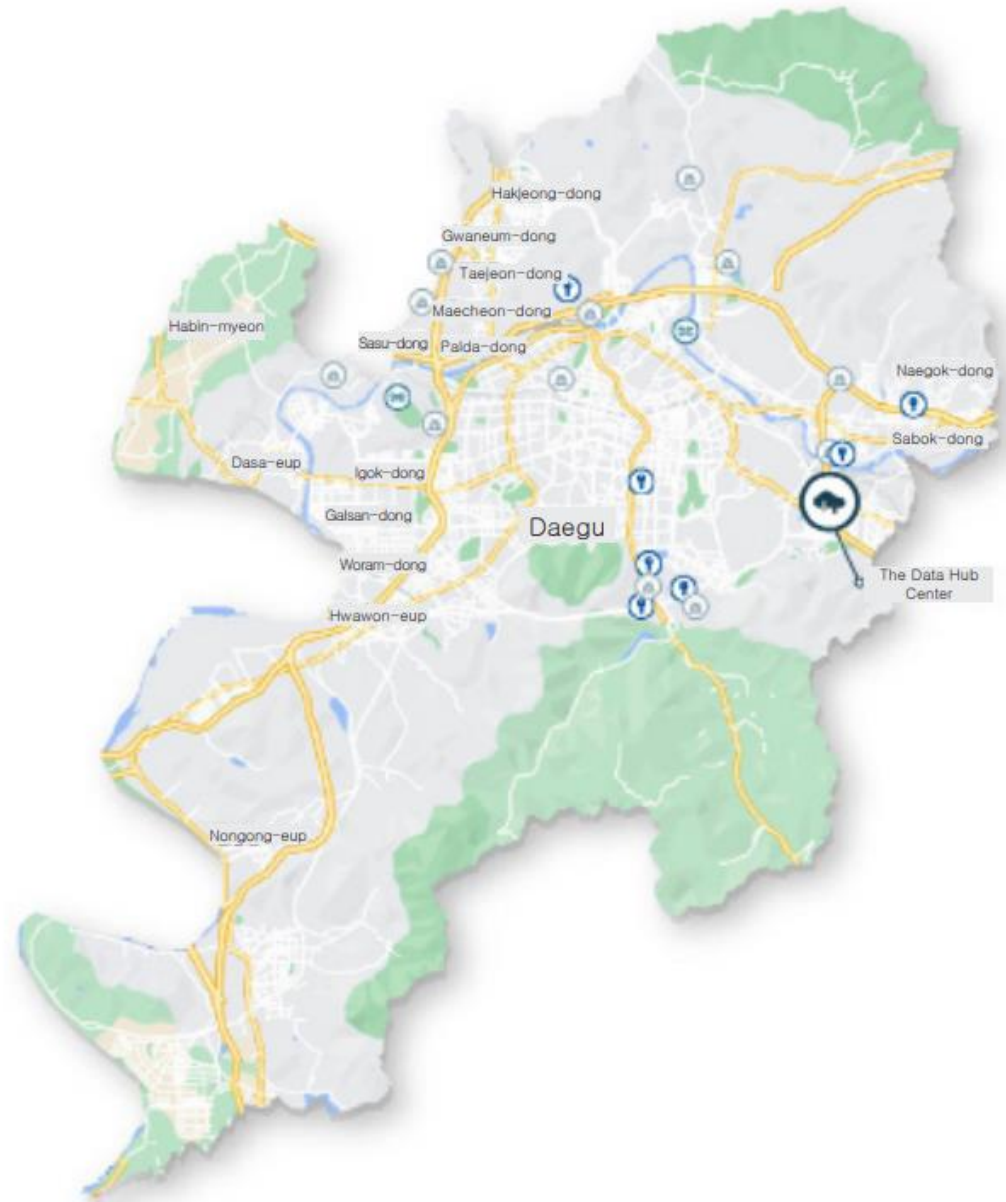 Hakjeong-dong
Gwaneum-dong
Taejeon-dong
Maecheon-dong
Habin-myeon
Sasu-dong
Palda-dong
Naegok-dong
Sabok-dong
Dasa-eup
Igok-dong
Galsan-dong
Daegu
Woram-dong
The Data Hub
Center
Hwawon-eup
Nongong-eup